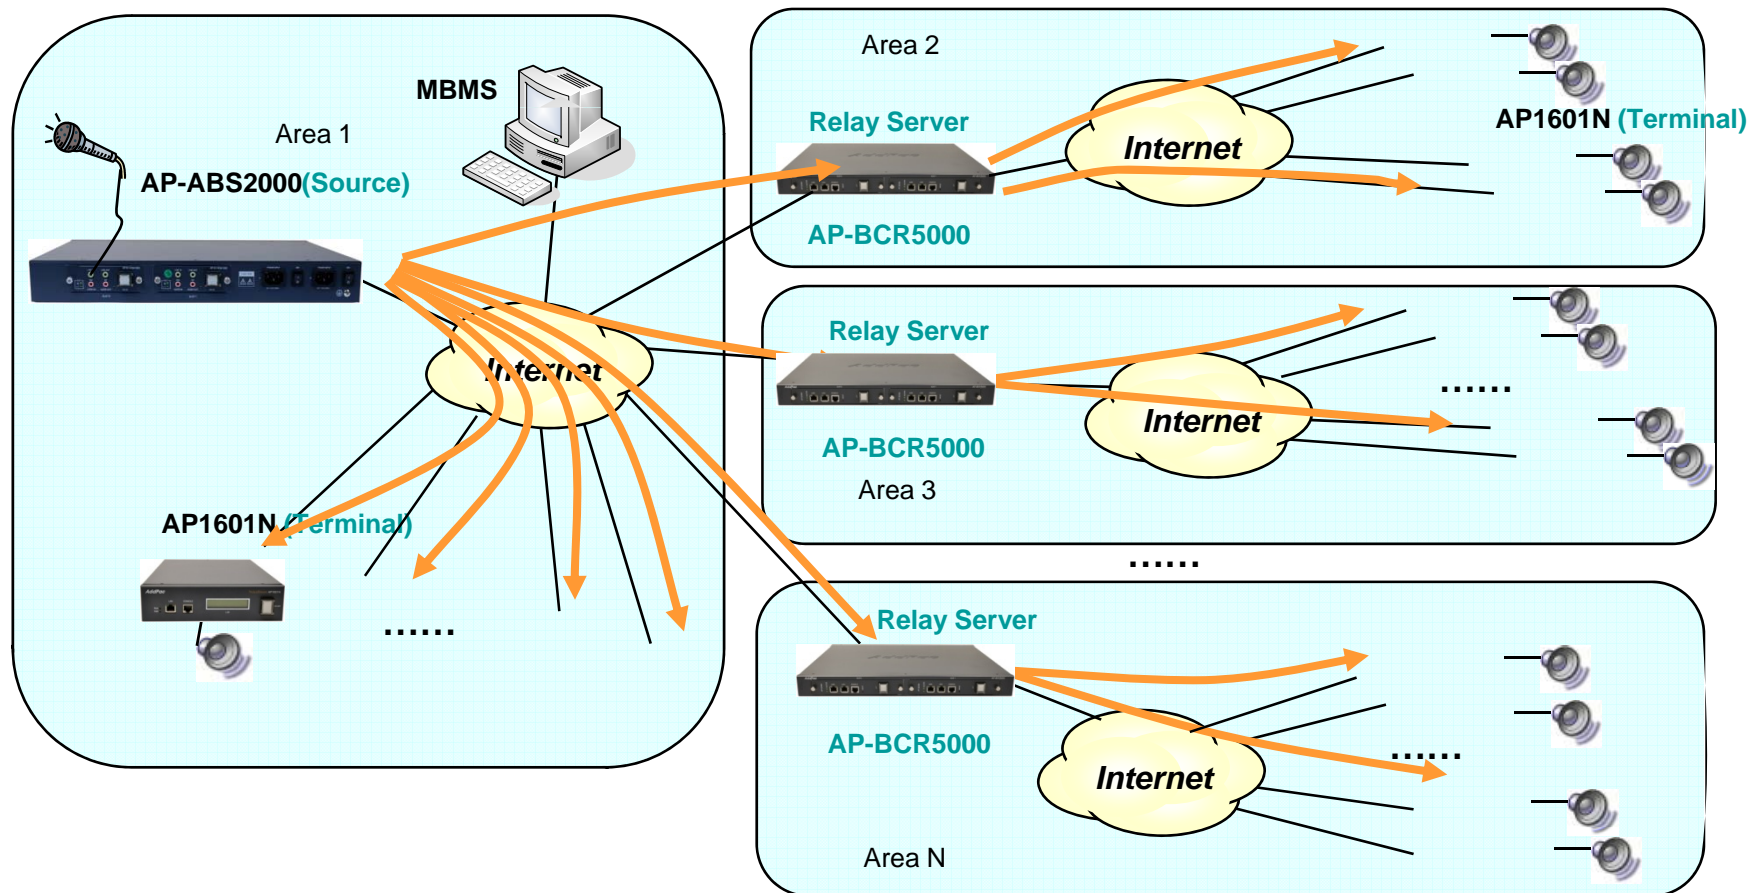 Area 1
MBMS
AP-ABS2000(Source)
Internet
AP1601N (Terminal)
AddPac
......
Area 2
Relay Server
AP-BCR5000
Internet
AP1601N (Terminal)
Relay Server
AP-BCR5000
Area 3
Internet
......
......
Relay Server
AP-BCR5000
Internet
......
Area N